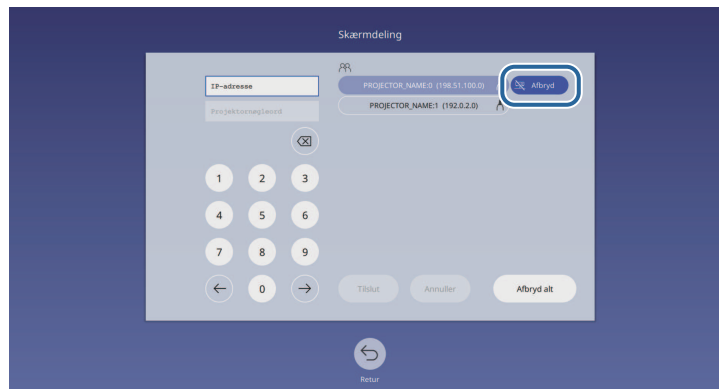 Skærmdeling
IP-adresse
Projektornøgleord
PROJECTOR_NAME:0 (198.51.100.0)
Afbryd
PROJECTOR_NAME:1 (192.0.2.0)
1 2 3
4 5 6
7 8 9
0
Tilslut
Annuller
Afbryd alt
Retur